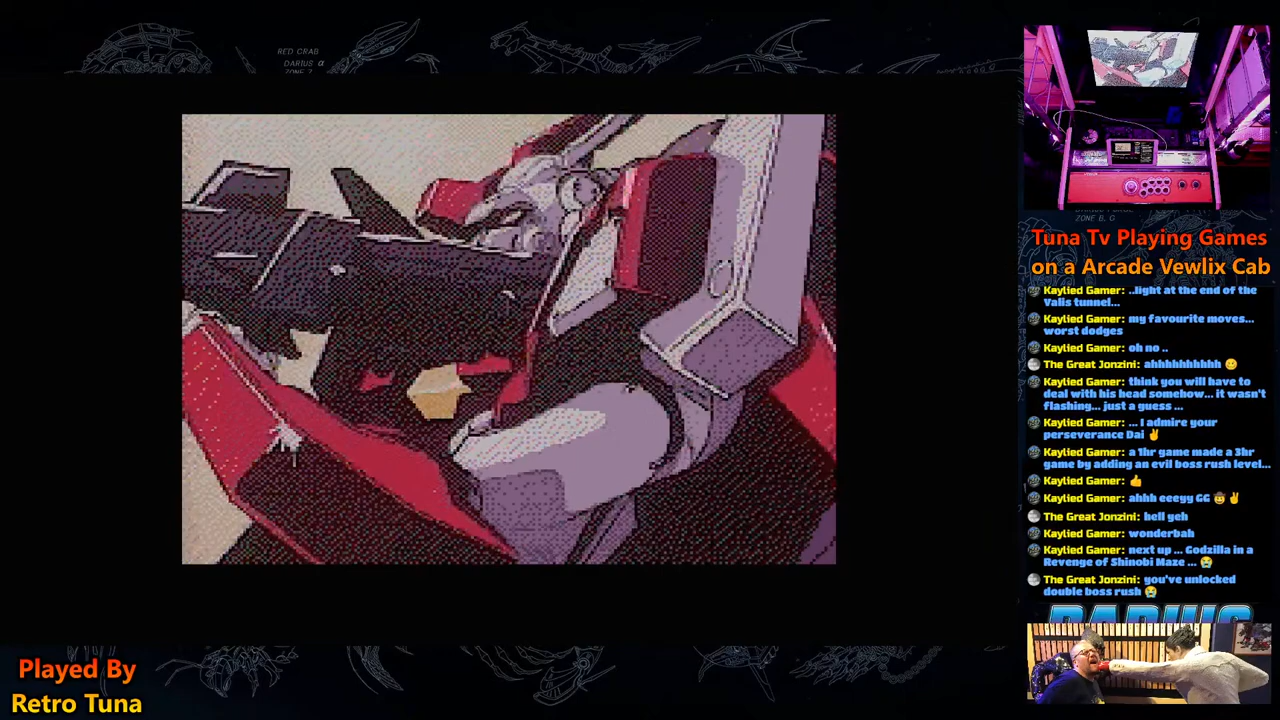 RED CRAB
DARIUS α
ZONE Z
ZONE B. C
Tuna Tv Playing Games
on a Arcade Vewlix Cab
Kaylied Gamer: ..light at the end of the
Valis tunnel...
Kaylied Gamer: my favourite moves...
worst dodges
Kaylied Gamer: oh no ..
The Great Jonzini: ahhhhhhhhhh 🙂
Kaylied Gamer: think you will have to
deal with his head somehow... it wasn't
flashing... just a guess ...
Kaylied Gamer: ... I admire your
perseverance Dai ✌
Kaylied Gamer: a 1hr game made a 3hr
game by adding an evil boss rush level...
Kaylied Gamer: 👍
Kaylied Gamer: ahhh eeeyy GG 🤠✌
The Great Jonzini: hell yeh
Kaylied Gamer: wonderbah
Kaylied Gamer: next up ... Godzilla in a
Revenge of Shinobi Maze ... 😭
The Great Jonzini: you've unlocked
double boss rush 😭
DARIUS
Played By
Retro Tuna